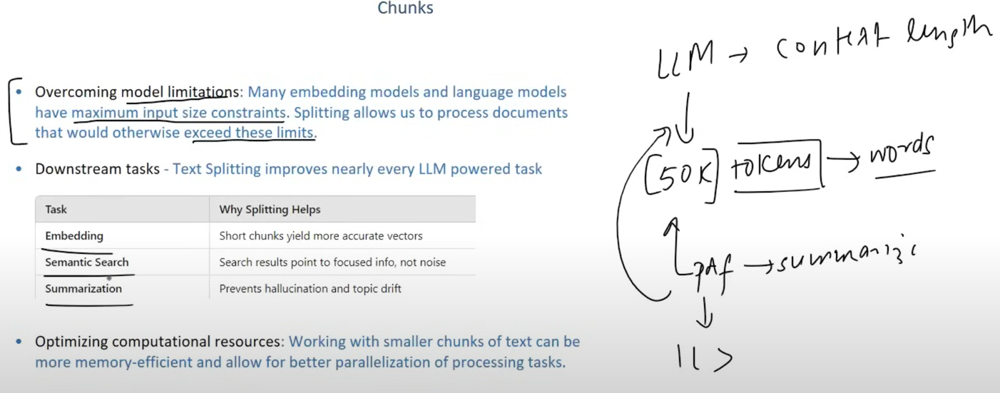 Chunks
• Overcoming model limitations: Many embedding models and language models
have maximum input size constraints. Splitting allows us to process documents
that would otherwise exceed these limits.
• Downstream tasks - Text Splitting improves nearly every LLM powered task
Task Why Splitting Helps
Embedding Short chunks yield more accurate vectors
Semantic Search Search results point to focused info, not noise
Summarization Prevents hallucination and topic drift
• Optimizing computational resources: Working with smaller chunks of text can be
more memory-efficient and allow for better parallelization of processing tasks.
LLM → context length
[50K] tokens → words
pdf → summarize